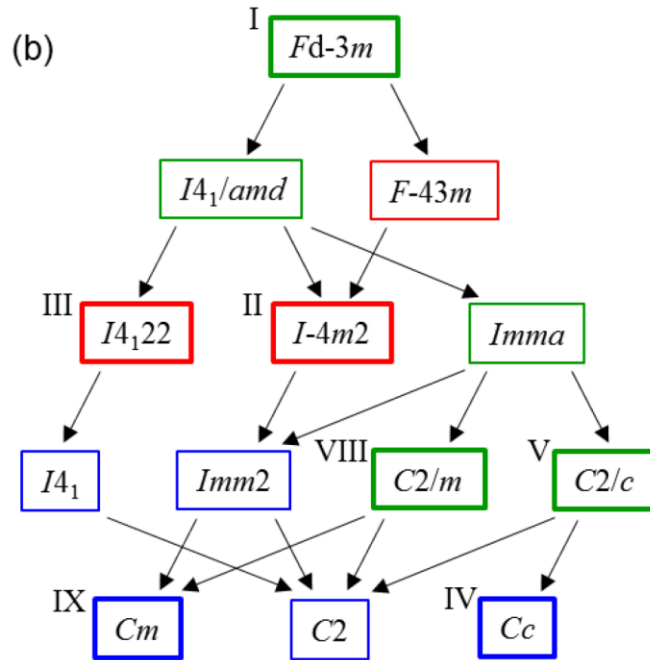 (b)
I Fd-3m
I4₁/amd F-43m
III I4₁22 II I-4m2 Imma
I4₁ Imm2 VIII C2/m V C2/c
IX Cm C2 IV Cc